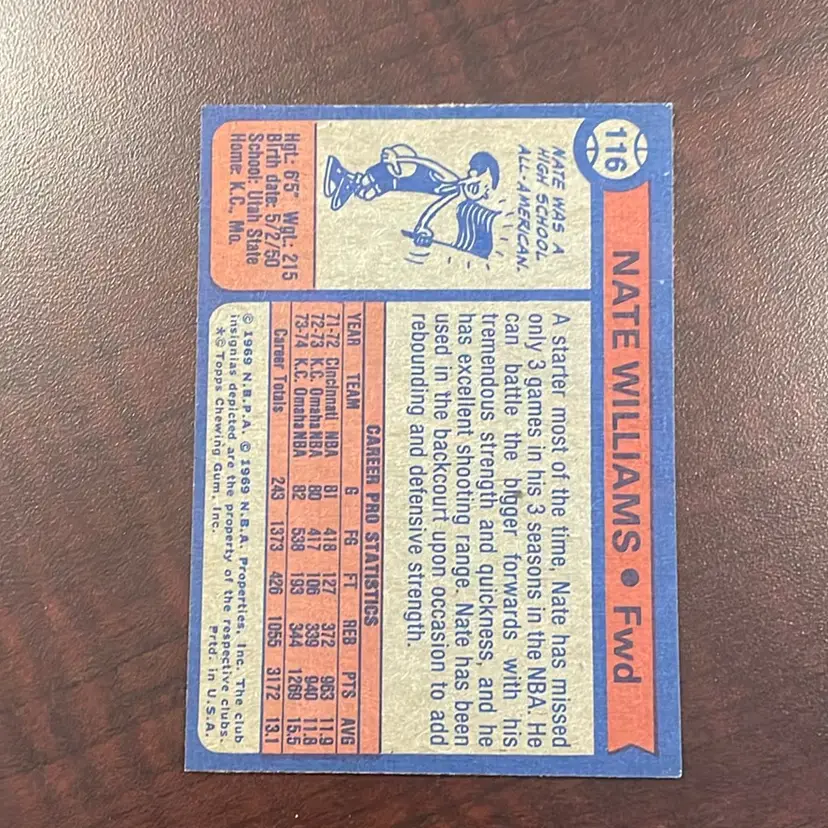 116
NATE WILLIAMS • Fwd
NATE WAS A
HIGH SCHOOL
ALL-AMERICAN.
Hgt: 6'5" Wgt: 215
Birth date: 5/2/50
School: Utah State
Home: K.C., Mo.
A starter most of the time, Nate has missed
only 3 games in his 3 seasons in the NBA. He
can battle the bigger forwards with his
tremendous strength and quickness, and he
has excellent shooting range. Nate has been
used in the backcourt upon occasion to add
rebounding and defensive strength.
CAREER PRO STATISTICS
YEAR TEAM G FG FT REB PTS AVG
71-72 Cincinnati NBA 81 418 127 372 963 11.9
72-73 K.C. Omaha NBA 80 417 106 339 940 11.8
73-74 K.C. Omaha NBA 82 538 193 344 1269 15.5
Career Totals 243 1373 426 1055 3172 13.1
© 1969 N.B.P.A. © 1969 N.B.A. Properties, Inc. The club
insignias depicted are the property of the respective clubs.
*© Topps Chewing Gum, Inc. Prtd. in U.S.A.